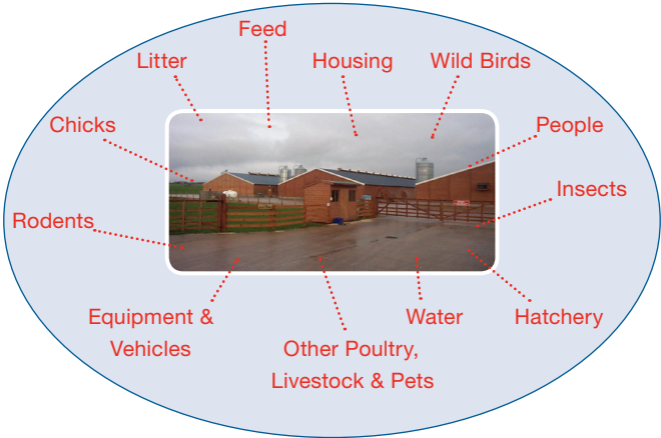 Feed
Litter
Housing
Wild Birds
Chicks
People
Insects
Rodents
Equipment &
Vehicles
Other Poultry,
Livestock & Pets
Water
Hatchery